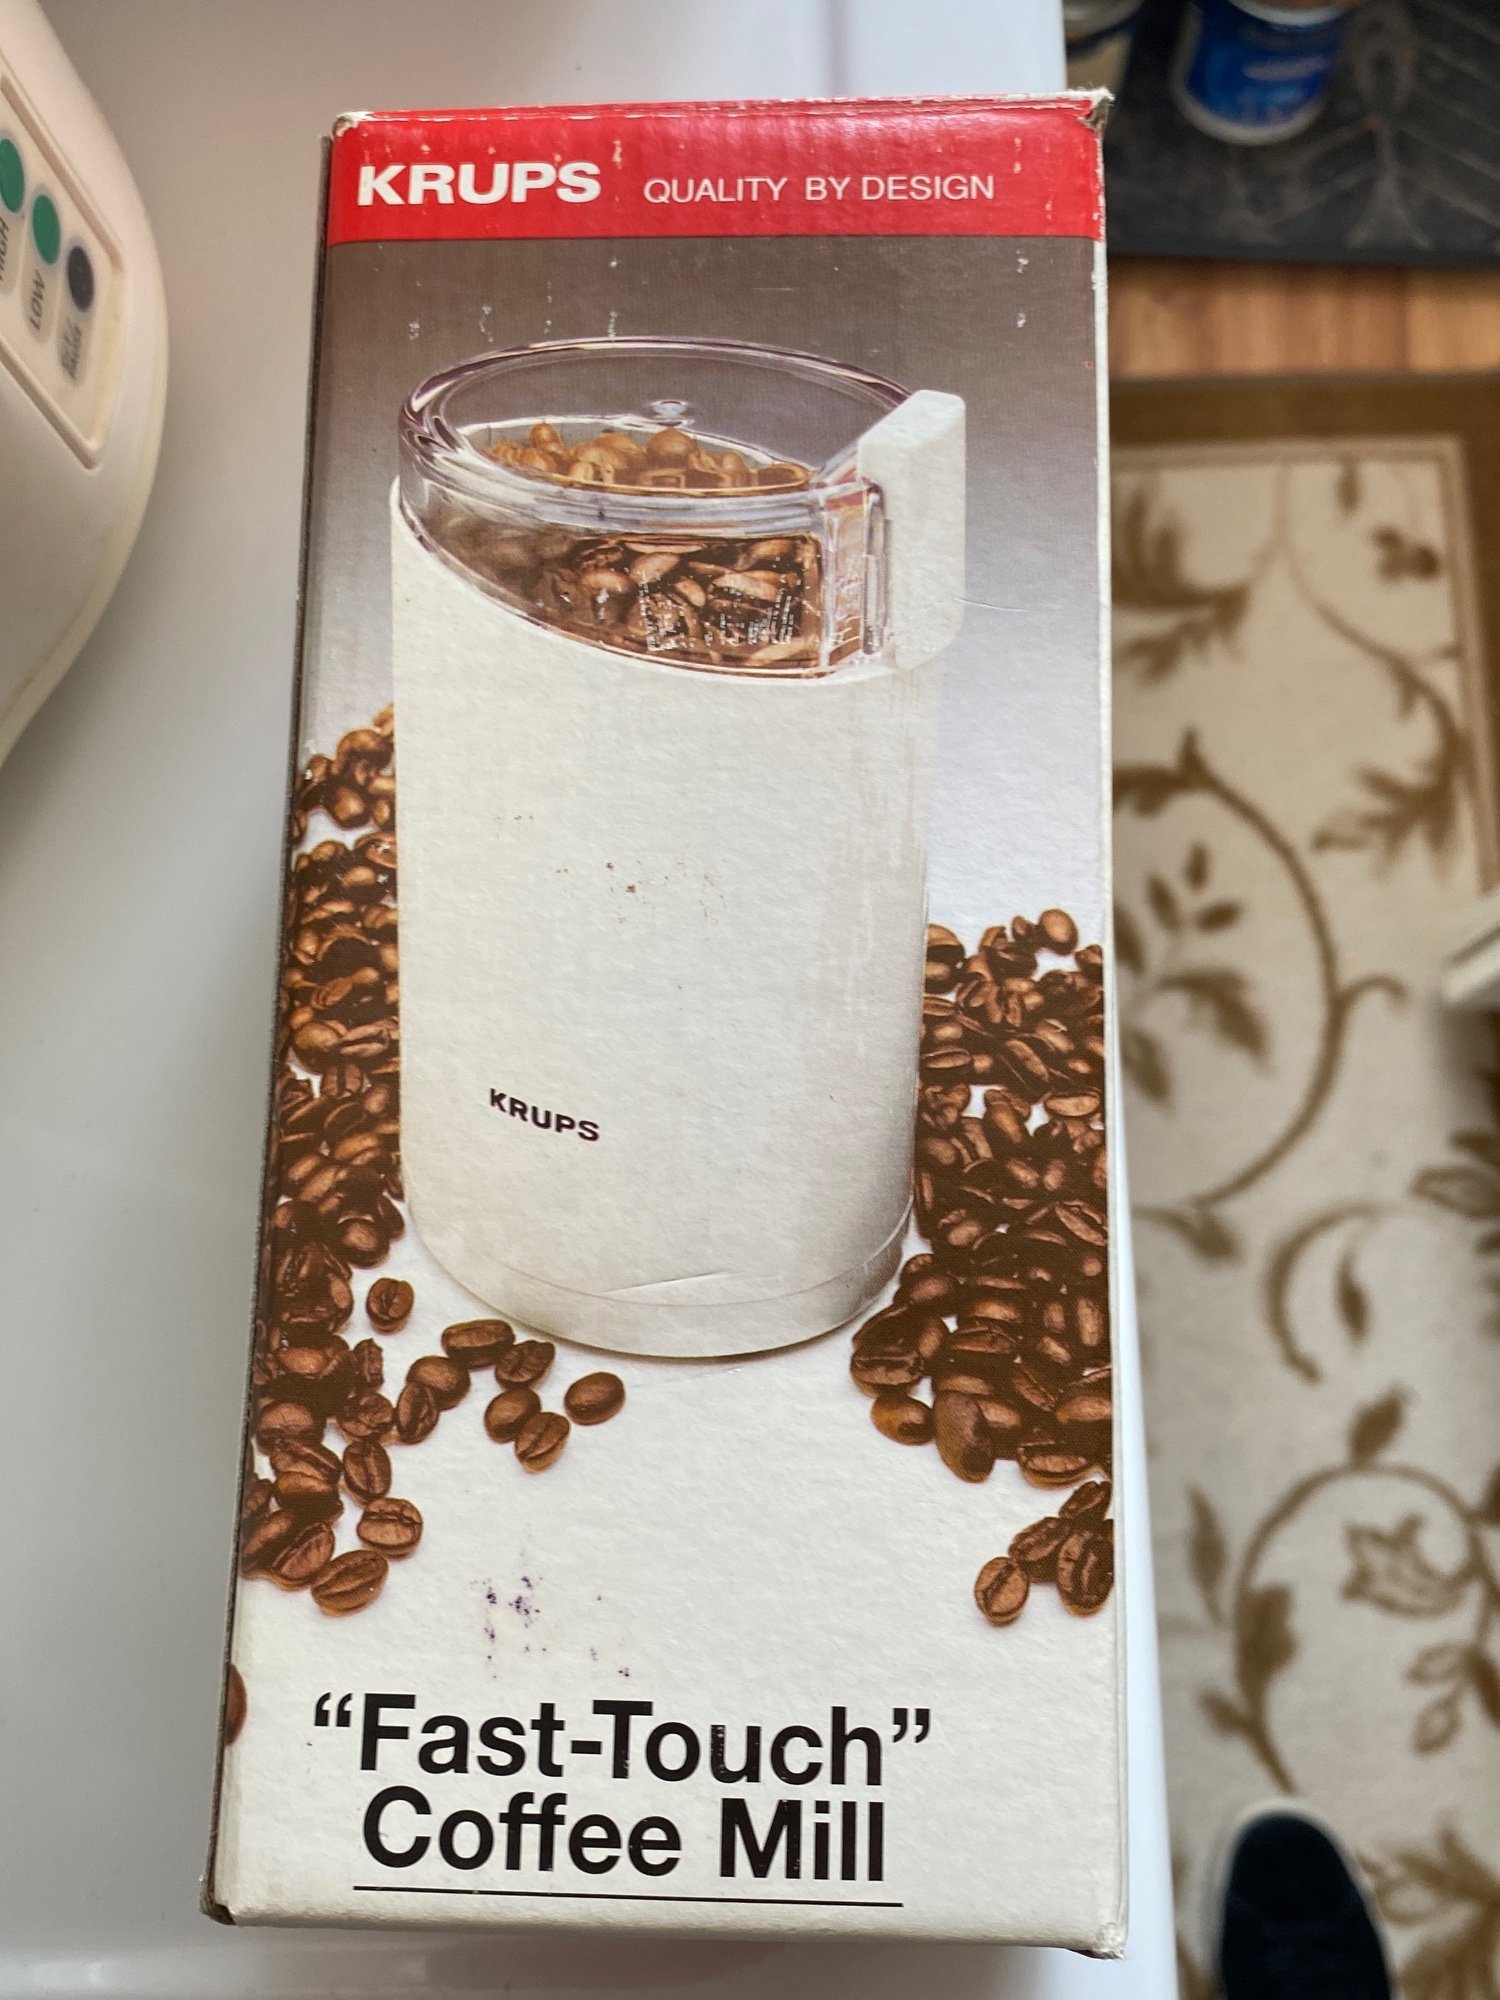 KRUPS QUALITY BY DESIGN
KRUPS
“Fast-Touch”
Coffee Mill
HIGH
LOW